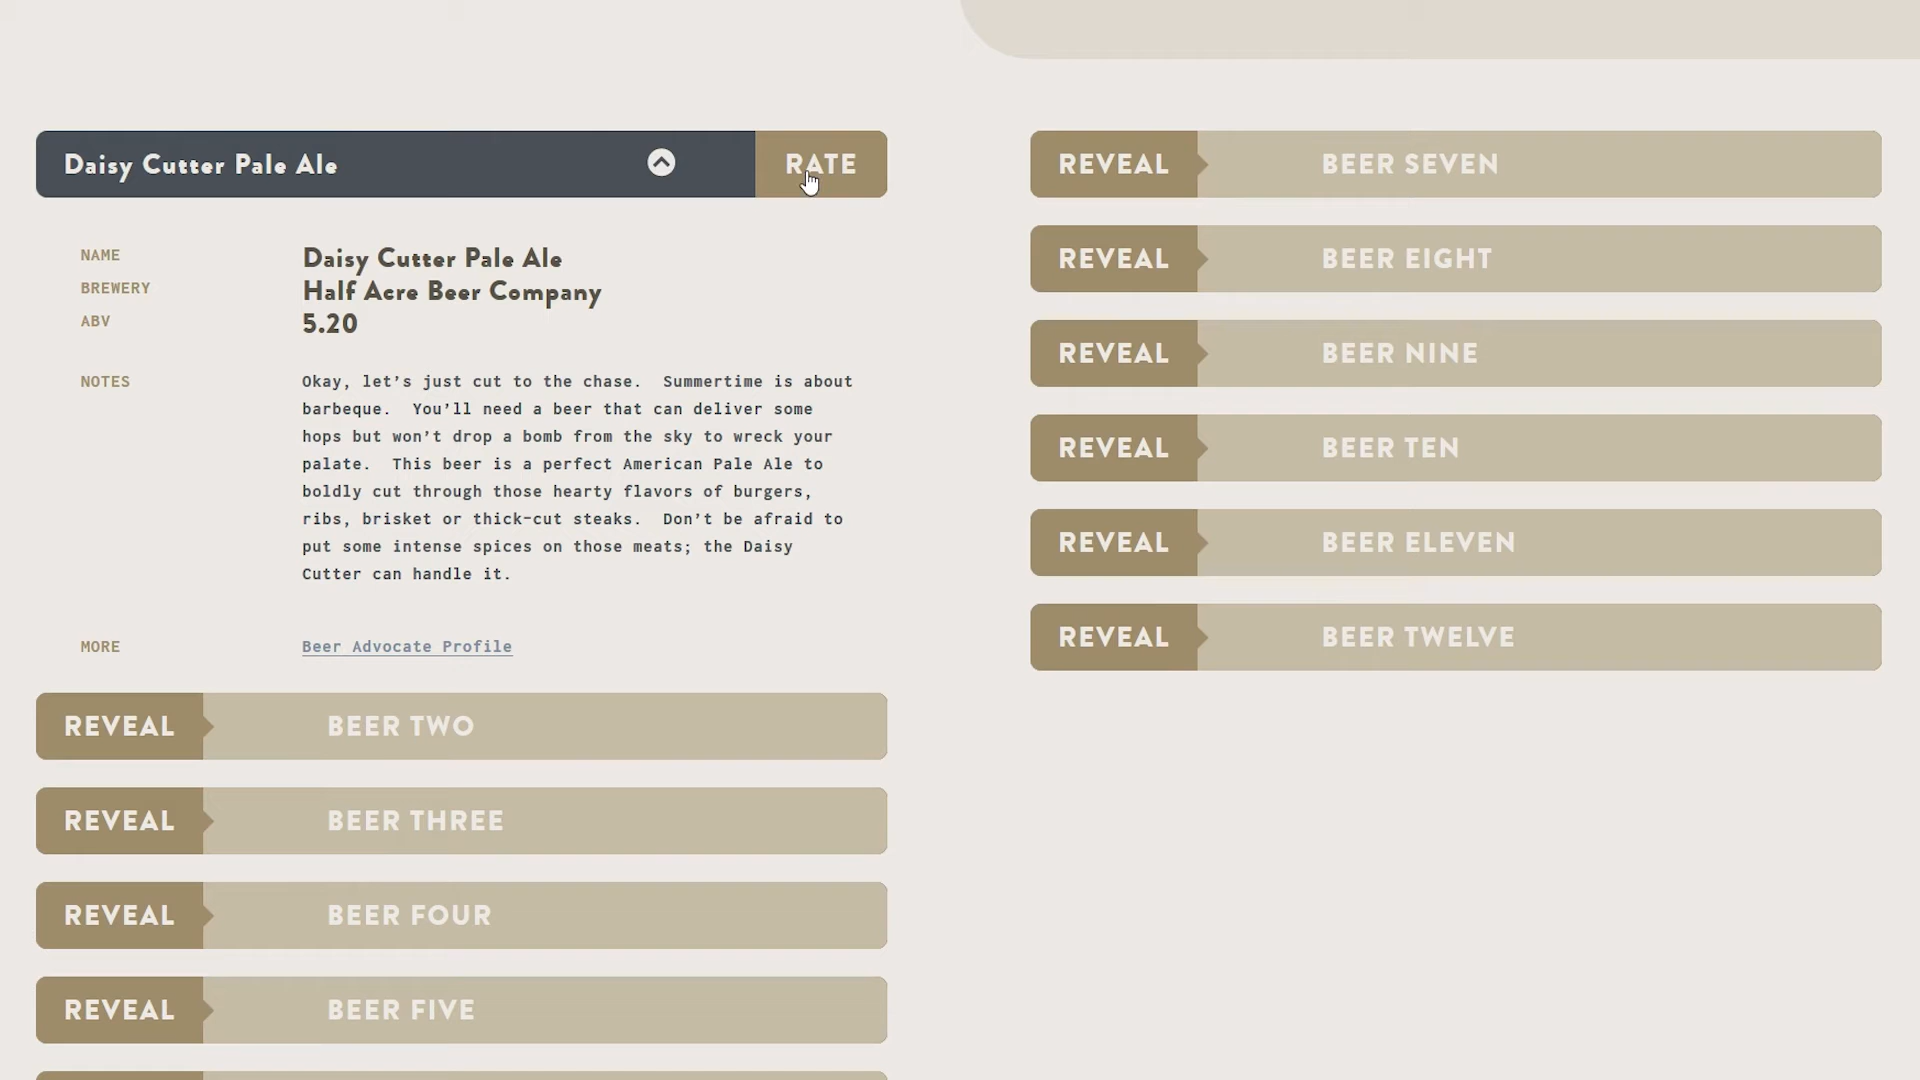 Daisy Cutter Pale Ale
RATE
NAME
Daisy Cutter Pale Ale
BREWERY
Half Acre Beer Company
ABV
5.20
NOTES
Okay, let’s just cut to the chase.  Summertime is about
barbeque.  You’ll need a beer that can deliver some
hops but won’t drop a bomb from the sky to wreck your
palate.  This beer is a perfect American Pale Ale to
boldly cut through those hearty flavors of burgers,
ribs, brisket or thick-cut steaks.  Don’t be afraid to
put some intense spices on those meats; the Daisy
Cutter can handle it.
MORE
Beer Advocate Profile
REVEAL
BEER TWO
REVEAL
BEER THREE
REVEAL
BEER FOUR
REVEAL
BEER FIVE
REVEAL
BEER SEVEN
REVEAL
BEER EIGHT
REVEAL
BEER NINE
REVEAL
BEER TEN
REVEAL
BEER ELEVEN
REVEAL
BEER TWELVE